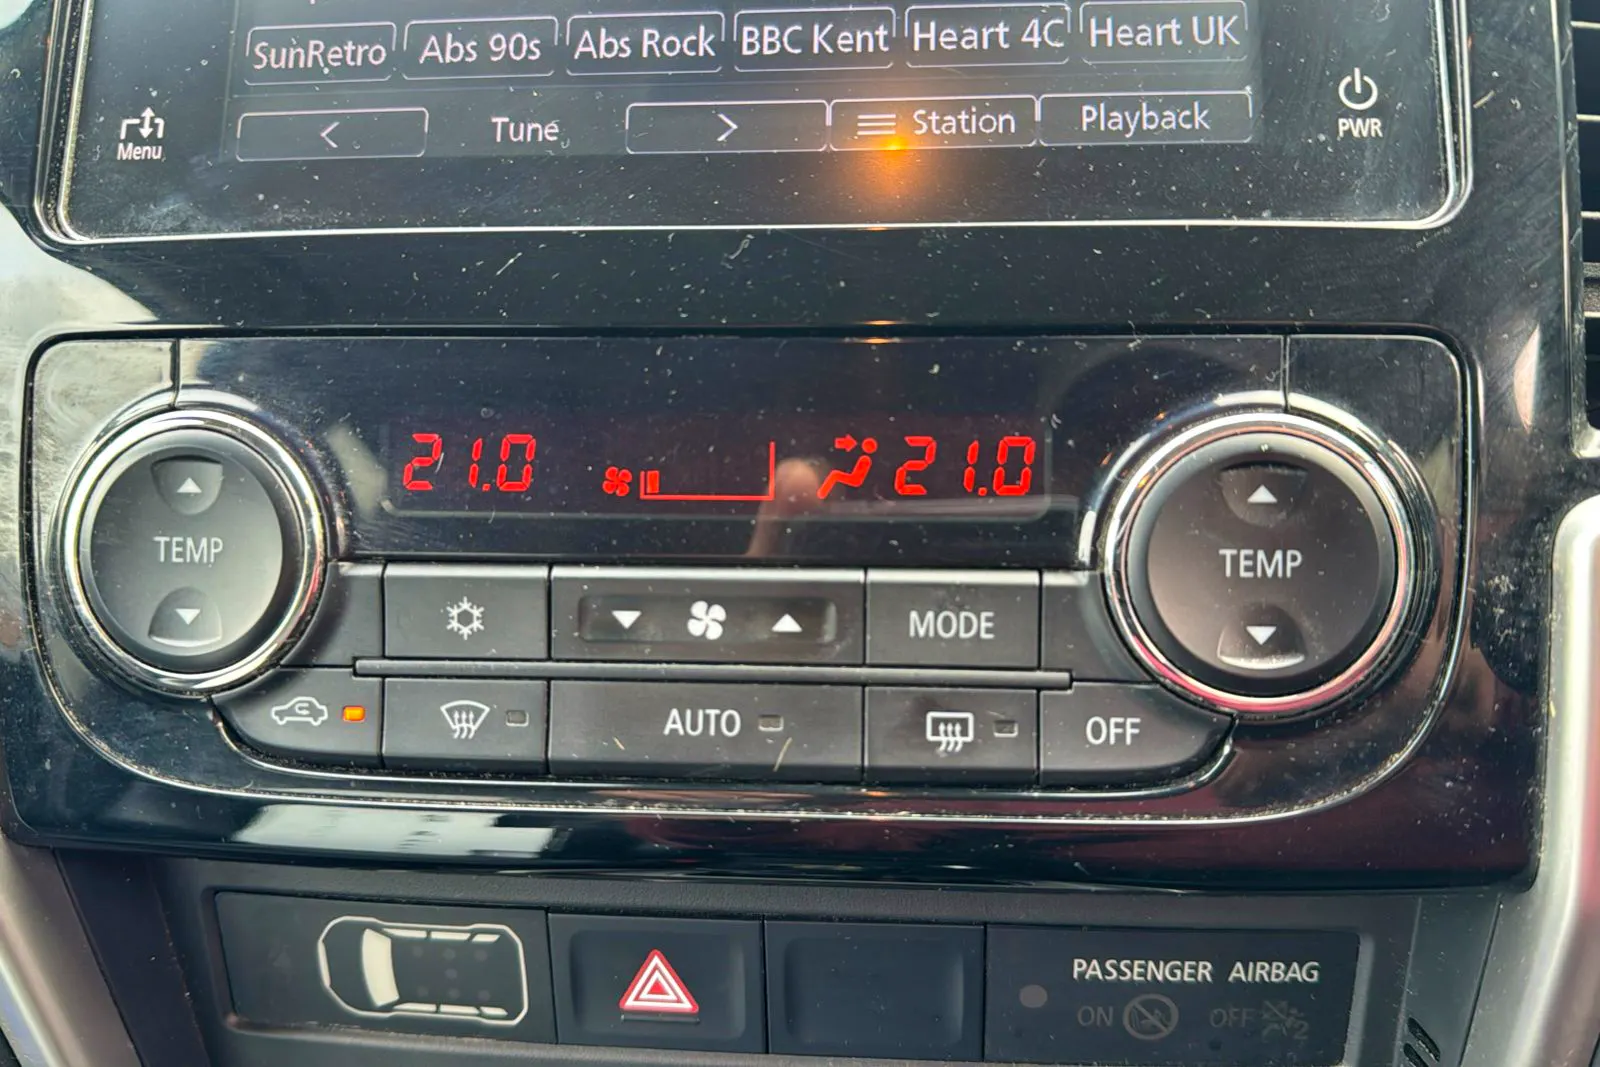 SunRetro Abs 90s Abs Rock BBC Kent Heart 4C Heart UK
Menu < Tune > Station Playback PWR
21.0 21.0
TEMP MODE TEMP
AUTO OFF
PASSENGER AIRBAG
ON OFF